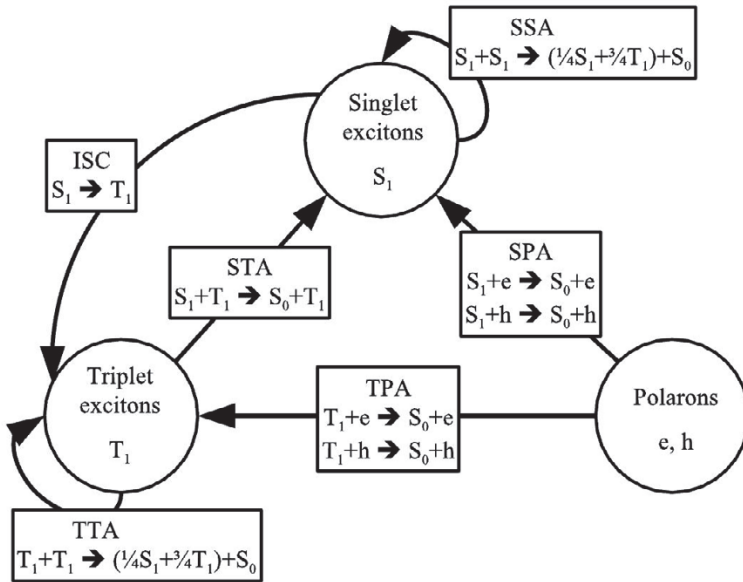 SSA
S₁+S₁ ➔ (¼S₁+¾T₁)+S₀
Singlet
excitons
S₁
ISC
S₁ ➔ T₁
STA
S₁+T₁ ➔ S₀+T₁
SPA
S₁+e ➔ S₀+e
S₁+h ➔ S₀+h
Triplet
excitons
T₁
TPA
T₁+e ➔ S₀+e
T₁+h ➔ S₀+h
Polarons
e, h
TTA
T₁+T₁ ➔ (¼S₁+¾T₁)+S₀